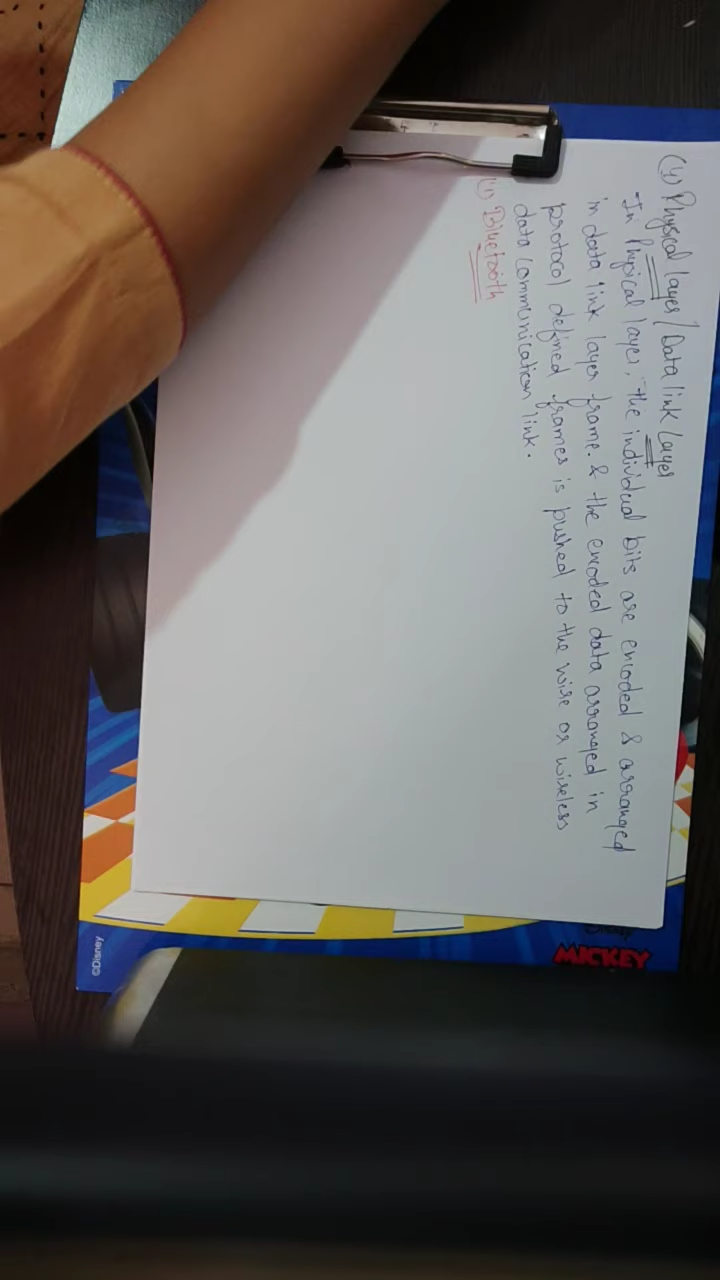 (4) Physical layer / Data link Layer
In Physical layer, the individual bits are encoded & arranged
in data link layer frame. & the encoded data arranged in
protocol defined frames is pushed to the wire or wireless
data communication link.
(1) Bluetooth
MICKEY
©Disney